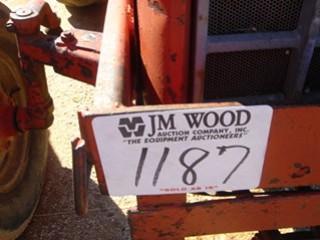 JM WOOD
AUCTION COMPANY, INC.
"THE EQUIPMENT AUCTIONEERS"
1187
"SOLD AS IS"